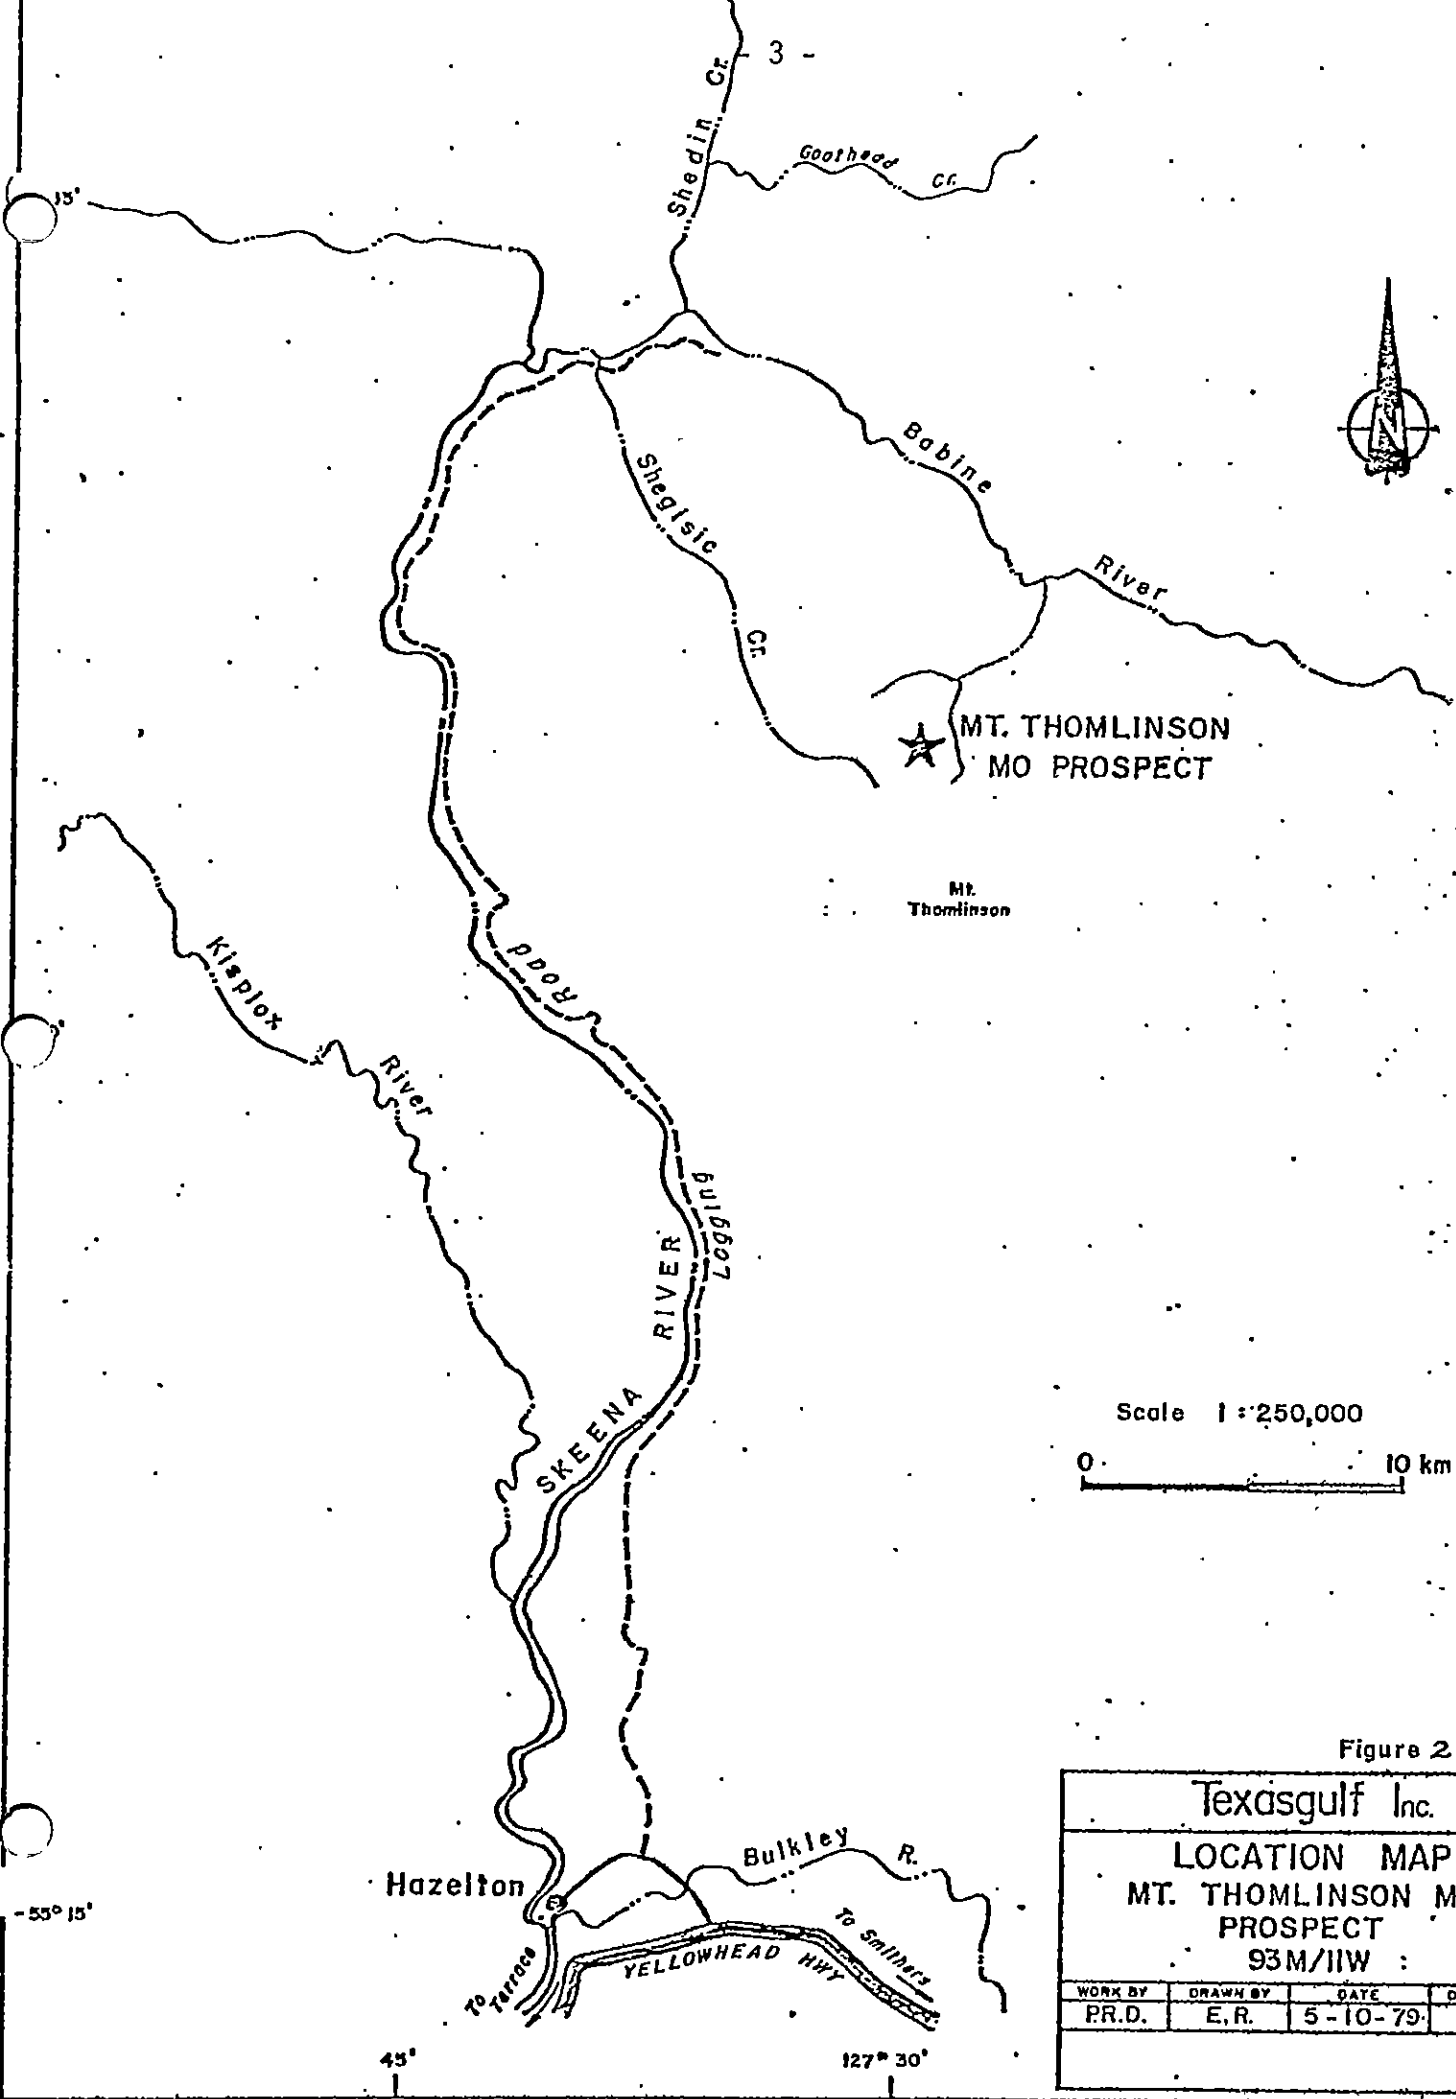 - 3 -
Shedin Cr.
Goathead Cr.
15'
Babine River
Sheglsic Cr.
MT. THOMLINSON
MO PROSPECT
Mt.
Thomlinson
Kispiox River
Logging Road
SKEENA RIVER
Scale 1 : 250,000
0 10 km
Figure 2
Texasgulf Inc.
LOCATION MAP
MT. THOMLINSON M
PROSPECT
93M/11W
WORK BY DRAWN BY DATE D
P.R.D. E.R. 5-10-79
Bulkley R.
Hazelton
-55° 15'
To Terrace
YELLOWHEAD HWY
To Smithers
45'
127° 30'
N